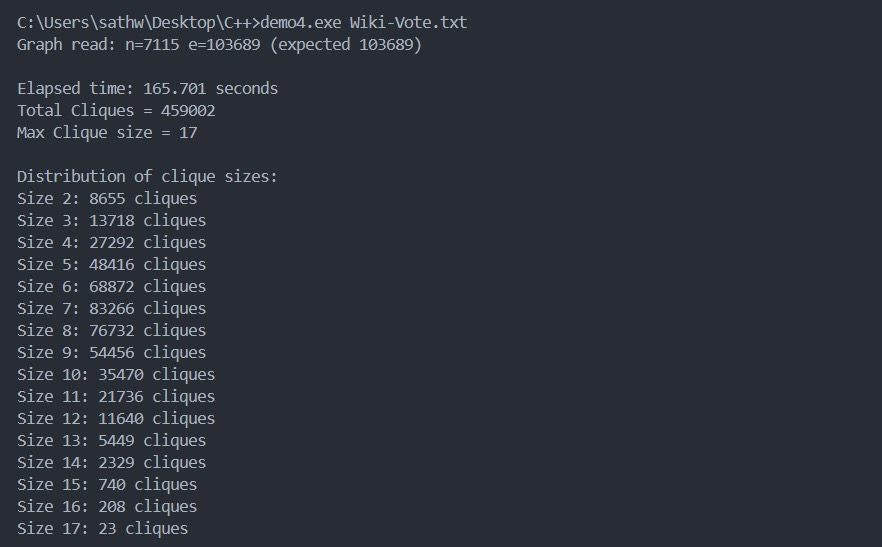 C:\Users\sathw\Desktop\C++>demo4.exe Wiki-Vote.txt
Graph read: n=7115 e=103689 (expected 103689)
Elapsed time: 165.701 seconds
Total Cliques = 459002
Max Clique size = 17
Distribution of clique sizes:
Size 2: 8655 cliques
Size 3: 13718 cliques
Size 4: 27292 cliques
Size 5: 48416 cliques
Size 6: 68872 cliques
Size 7: 83266 cliques
Size 8: 76732 cliques
Size 9: 54456 cliques
Size 10: 35470 cliques
Size 11: 21736 cliques
Size 12: 11640 cliques
Size 13: 5449 cliques
Size 14: 2329 cliques
Size 15: 740 cliques
Size 16: 208 cliques
Size 17: 23 cliques